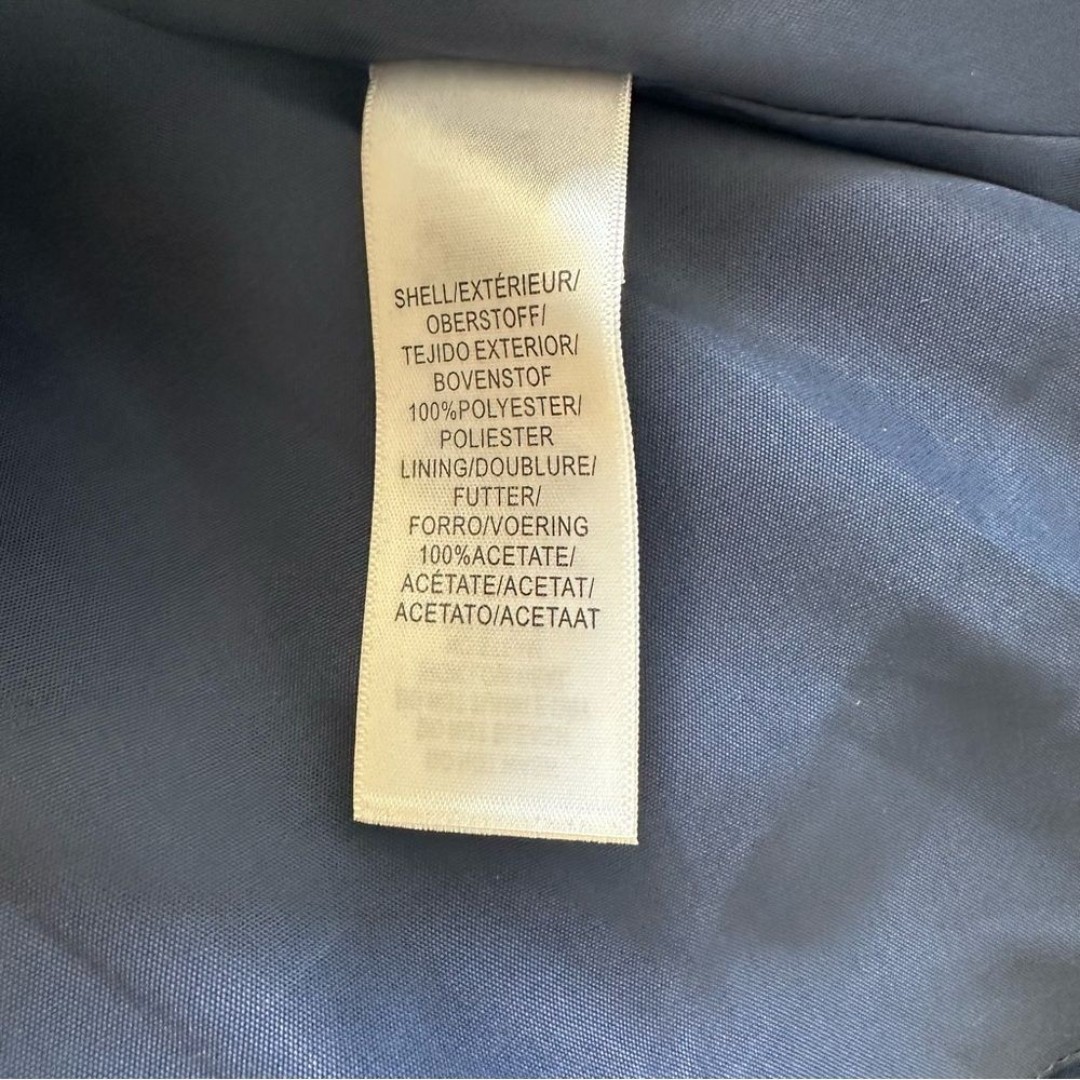 SHELL/EXTÉRIEUR/
OBERSTOFF/
TEJIDO EXTERIOR/
BOVENSTOF
100%POLYESTER/
POLIESTER
LINING/DOUBLURE/
FUTTER/
FORRO/VOERING
100%ACETATE/
ACÉTATE/ACETAT/
ACETATO/ACETAAT